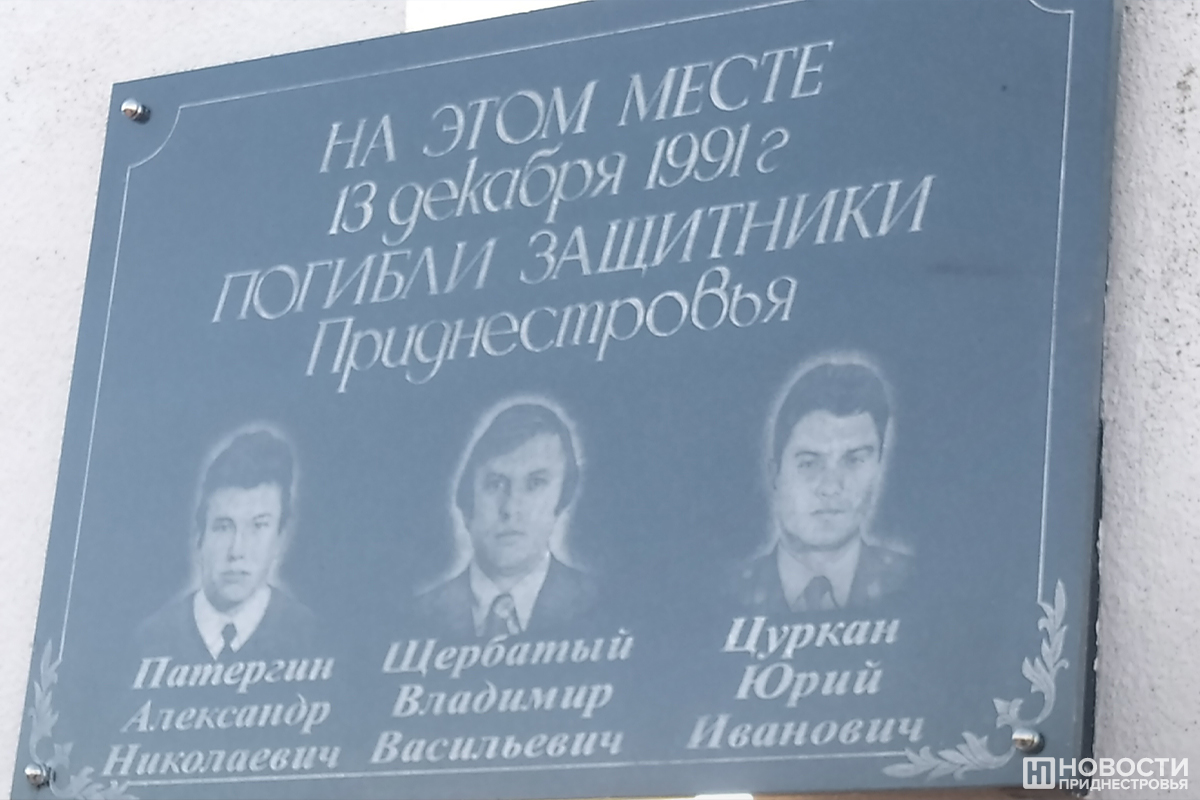 НА ЭТОМ МЕСТЕ
13 декабря 1991 г
ПОГИБЛИ ЗАЩИТНИКИ
Приднестровья
Патергин
Александр
Николаевич
Щербатый
Владимир
Васильевич
Цуркан
Юрий
Иванович
НОВОСТИ
ПРИДНЕСТРОВЬЯ